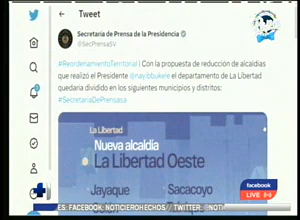 Tweet
Secretaría de Prensa de la Presidencia
@SecPrensaSV
#ReordenamientoTerritorial | Con la propuesta de reducción de alcaldías
que realizó el Presidente @nayibbukele el departamento de La Libertad
quedaría dividido en los siguientes municipios y distritos:
#SecretariaDePrensasa
La Libertad
Nueva alcaldía
La Libertad Oeste
Jayaque Sacacoyo
facebook
LIVE
ES: FACEBOOK: NOTICIEROHECHOS // TWITTER: @NOTI